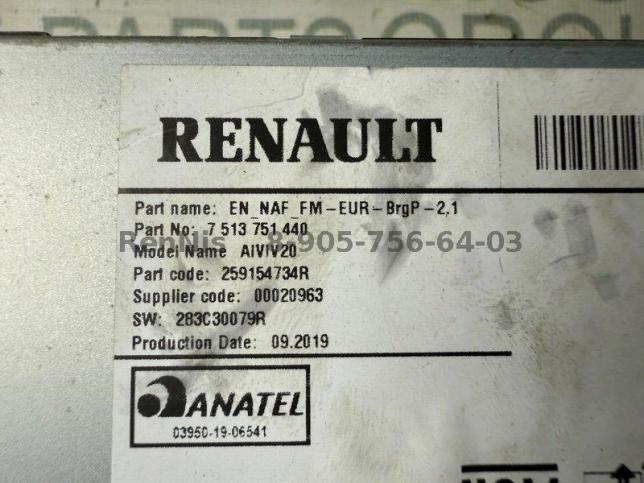 RENAULT
Part name: EN_NAF_FM-EUR-BrgP-2,1
Part No: 7 513 751 440
RenNis 8-905-756-64-03
Model Name AIVIV20
Part code: 259154734R
Supplier code: 00020963
SW: 283C30079R
Production Date: 09.2019
ANATEL
03950-19-06541